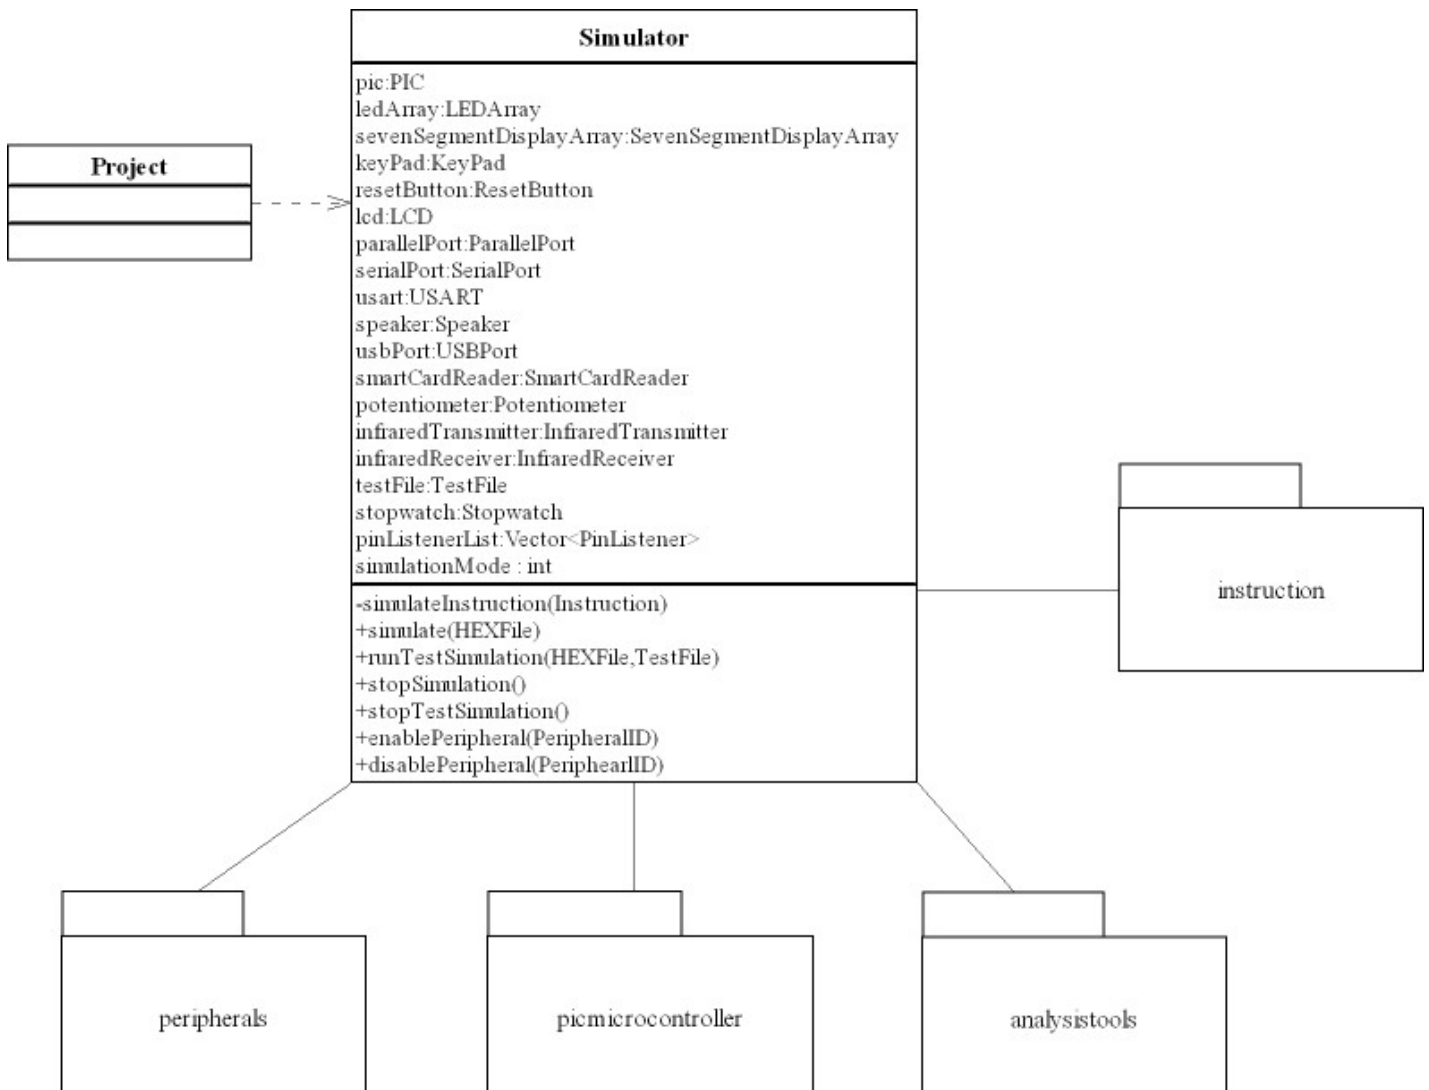 Simulator
pic:PIC
ledArray:LEDArray
sevenSegmentDisplayArray:SevenSegmentDisplayArray
keyPad:KeyPad
resetButton:ResetButton
lcd:LCD
parallelPort:ParallelPort
serialPort:SerialPort
usart:USART
speaker:Speaker
usbPort:USBPort
smartCardReader:SmartCardReader
potentiometer:Potentiometer
infraredTransmitter:InfraredTransmitter
infraredReceiver:InfraredReceiver
testFile:TestFile
stopwatch:Stopwatch
pinListenerList:Vector<PinListener>
simulationMode : int
-simulateInstruction(Instruction)
+simulate(HEXFile)
+runTestSimulation(HEXFile,TestFile)
+stopSimulation()
+stopTestSimulation()
+enablePeripheral(PeripheralID)
+disablePeripheral(PeriphearlID)
Project
instruction
peripherals
picmicrocontroller
analysistools